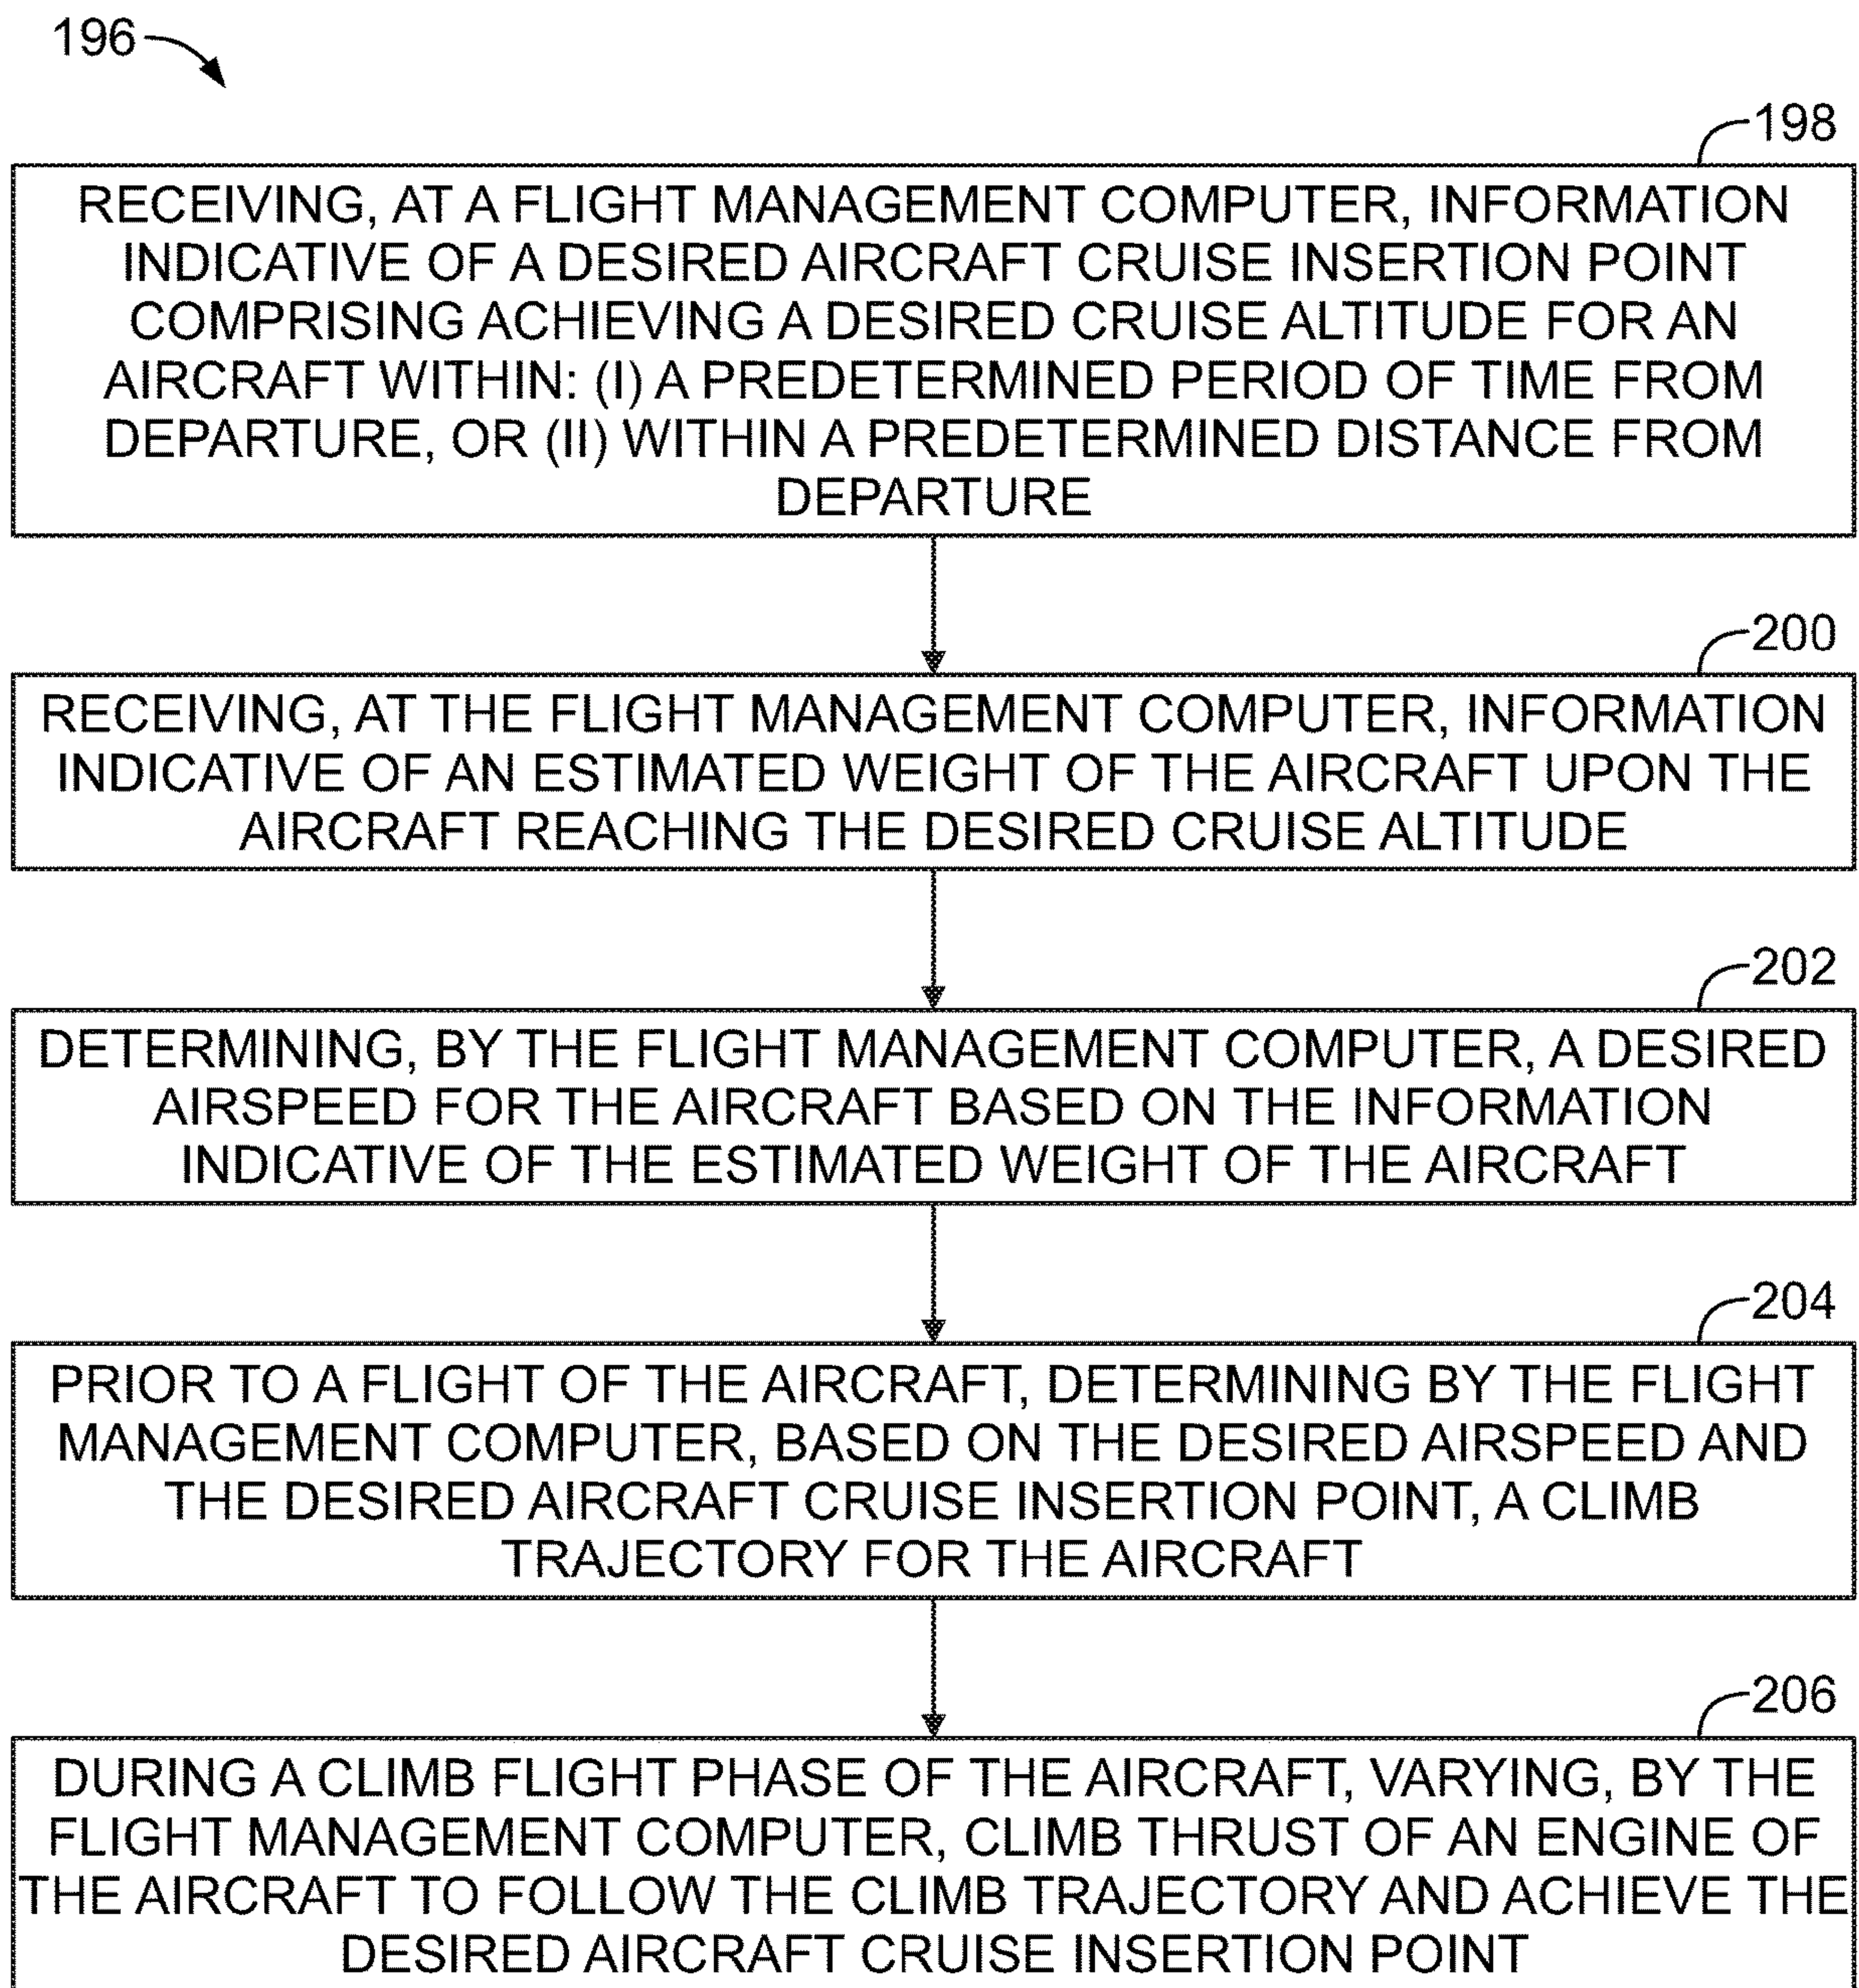 196
198
RECEIVING, AT A FLIGHT MANAGEMENT COMPUTER, INFORMATION
INDICATIVE OF A DESIRED AIRCRAFT CRUISE INSERTION POINT
COMPRISING ACHIEVING A DESIRED CRUISE ALTITUDE FOR AN
AIRCRAFT WITHIN: (I) A PREDETERMINED PERIOD OF TIME FROM
DEPARTURE, OR (II) WITHIN A PREDETERMINED DISTANCE FROM
DEPARTURE
200
RECEIVING, AT THE FLIGHT MANAGEMENT COMPUTER, INFORMATION
INDICATIVE OF AN ESTIMATED WEIGHT OF THE AIRCRAFT UPON THE
AIRCRAFT REACHING THE DESIRED CRUISE ALTITUDE
202
DETERMINING, BY THE FLIGHT MANAGEMENT COMPUTER, A DESIRED
AIRSPEED FOR THE AIRCRAFT BASED ON THE INFORMATION
INDICATIVE OF THE ESTIMATED WEIGHT OF THE AIRCRAFT
204
PRIOR TO A FLIGHT OF THE AIRCRAFT, DETERMINING BY THE FLIGHT
MANAGEMENT COMPUTER, BASED ON THE DESIRED AIRSPEED AND
THE DESIRED AIRCRAFT CRUISE INSERTION POINT, A CLIMB
TRAJECTORY FOR THE AIRCRAFT
206
DURING A CLIMB FLIGHT PHASE OF THE AIRCRAFT, VARYING, BY THE
FLIGHT MANAGEMENT COMPUTER, CLIMB THRUST OF AN ENGINE OF
THE AIRCRAFT TO FOLLOW THE CLIMB TRAJECTORY AND ACHIEVE THE
DESIRED AIRCRAFT CRUISE INSERTION POINT